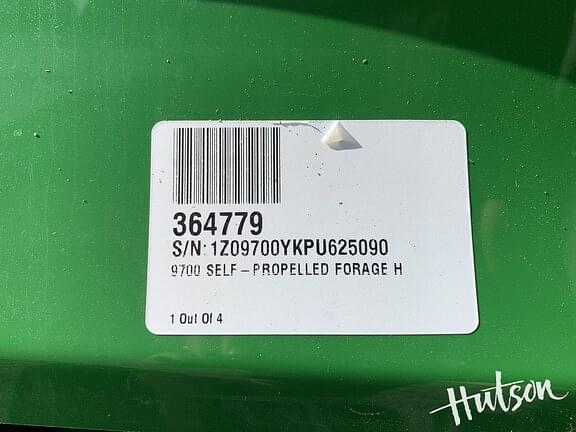 364779
S/N: 1Z09700YKPU625090
9700 SELF-PROPELLED FORAGE H
1 Out Of 4
Hutson